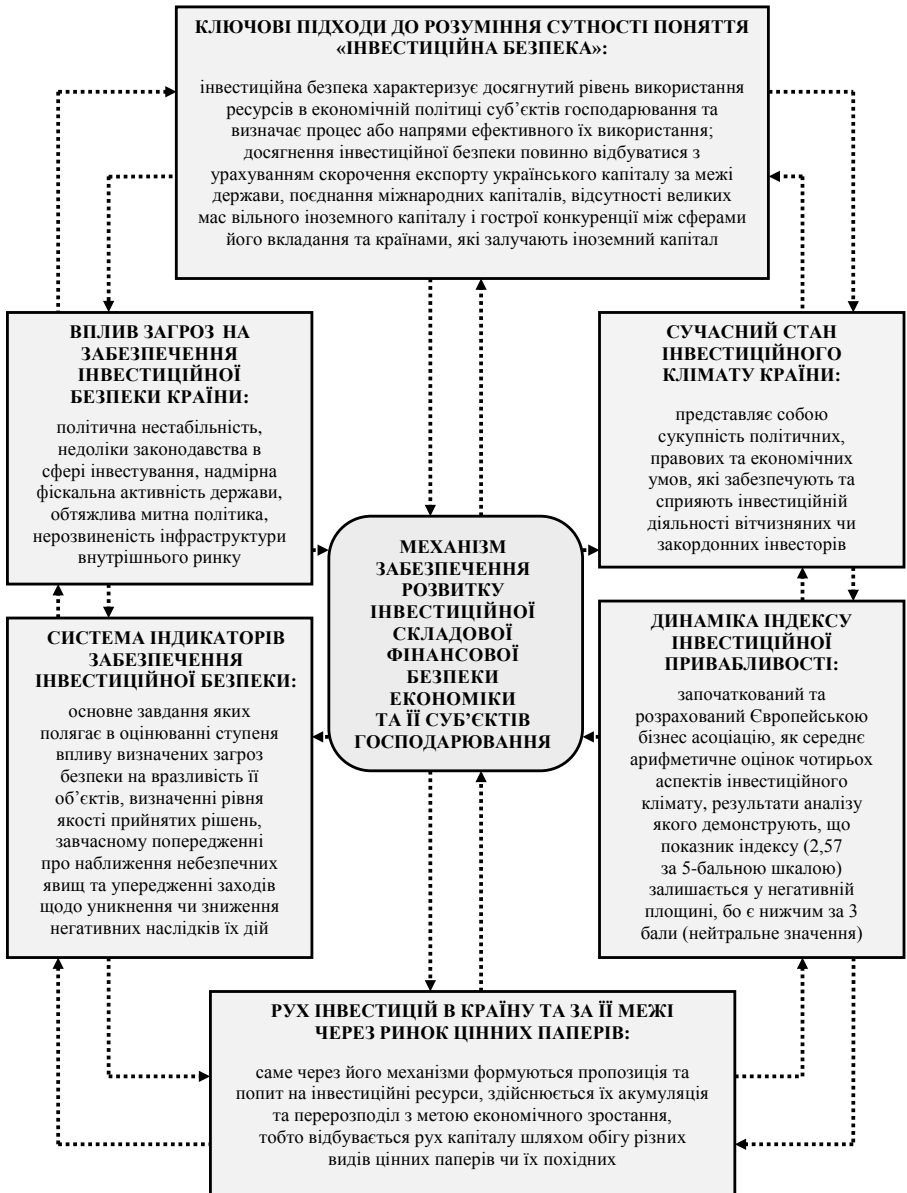 КЛЮЧОВІ ПІДХОДИ ДО РОЗУМІННЯ СУТНОСТІ ПОНЯТТЯ
«ІНВЕСТИЦІЙНА БЕЗПЕКА»:
інвестиційна безпека характеризує досягнутий рівень використання
ресурсів в економічній політиці суб’єктів господарювання та
визначає процес або напрями ефективного їх використання;
досягнення інвестиційної безпеки повинно відбуватися з
урахуванням скорочення експорту українського капіталу за межі
держави, поєднання міжнародних капіталів, відсутності великих
мас вільного іноземного капіталу і гострої конкуренції між сферами
його вкладання та країнами, які залучають іноземний капітал
ВПЛИВ ЗАГРОЗ НА
ЗАБЕЗПЕЧЕННЯ
ІНВЕСТИЦІЙНОЇ
БЕЗПЕКИ КРАЇНИ:
політична нестабільність,
недоліки законодавства в
сфері інвестування, надмірна
фіскальна активність держави,
обтяжлива митна політика,
нерозвиненість інфраструктури
внутрішнього ринку
СУЧАСНИЙ СТАН
ІНВЕСТИЦІЙНОГО
КЛІМАТУ КРАЇНИ:
представляє собою
сукупність політичних,
правових та економічних
умов, які забезпечують та
сприяють інвестиційній
діяльності вітчизняних чи
закордонних інвесторів
МЕХАНІЗМ
ЗАБЕЗПЕЧЕННЯ
РОЗВИТКУ
ІНВЕСТИЦІЙНОЇ
СКЛАДОВОЇ
ФІНАНСОВОЇ
БЕЗПЕКИ
ЕКОНОМІКИ
ТА ЇЇ СУБ’ЄКТІВ
ГОСПОДАРЮВАННЯ
СИСТЕМА ІНДИКАТОРІВ
ЗАБЕЗПЕЧЕННЯ
ІНВЕСТИЦІЙНОЇ БЕЗПЕКИ:
основне завдання яких
полягає в оцінюванні ступеня
впливу визначених загроз
безпеки на вразливість її
об’єктів, визначенні рівня
якості прийнятих рішень,
завчасному попередженні
про наближення небезпечних
явищ та упередженні заходів
щодо уникнення чи зниження
негативних наслідків їх дій
ДИНАМІКА ІНДЕКСУ
ІНВЕСТИЦІЙНОЇ
ПРИВАБЛИВОСТІ:
започаткований та
розрахований Європейською
бізнес асоціацію, як середнє
арифметичне оцінок чотирьох
аспектів інвестиційного
клімату, результати аналізу
якого демонструють, що
показник індексу (2,57
за 5-бальною шкалою)
залишається у негативній
площині, бо є нижчим за 3
бали (нейтральне значення)
РУХ ІНВЕСТИЦІЙ В КРАЇНУ ТА ЗА ЇЇ МЕЖІ
ЧЕРЕЗ РИНОК ЦІННИХ ПАПЕРІВ:
саме через його механізми формуються пропозиція та
попит на інвестиційні ресурси, здійснюється їх акумуляція
та перерозподіл з метою економічного зростання,
тобто відбувається рух капіталу шляхом обігу різних
видів цінних паперів чи їх похідних